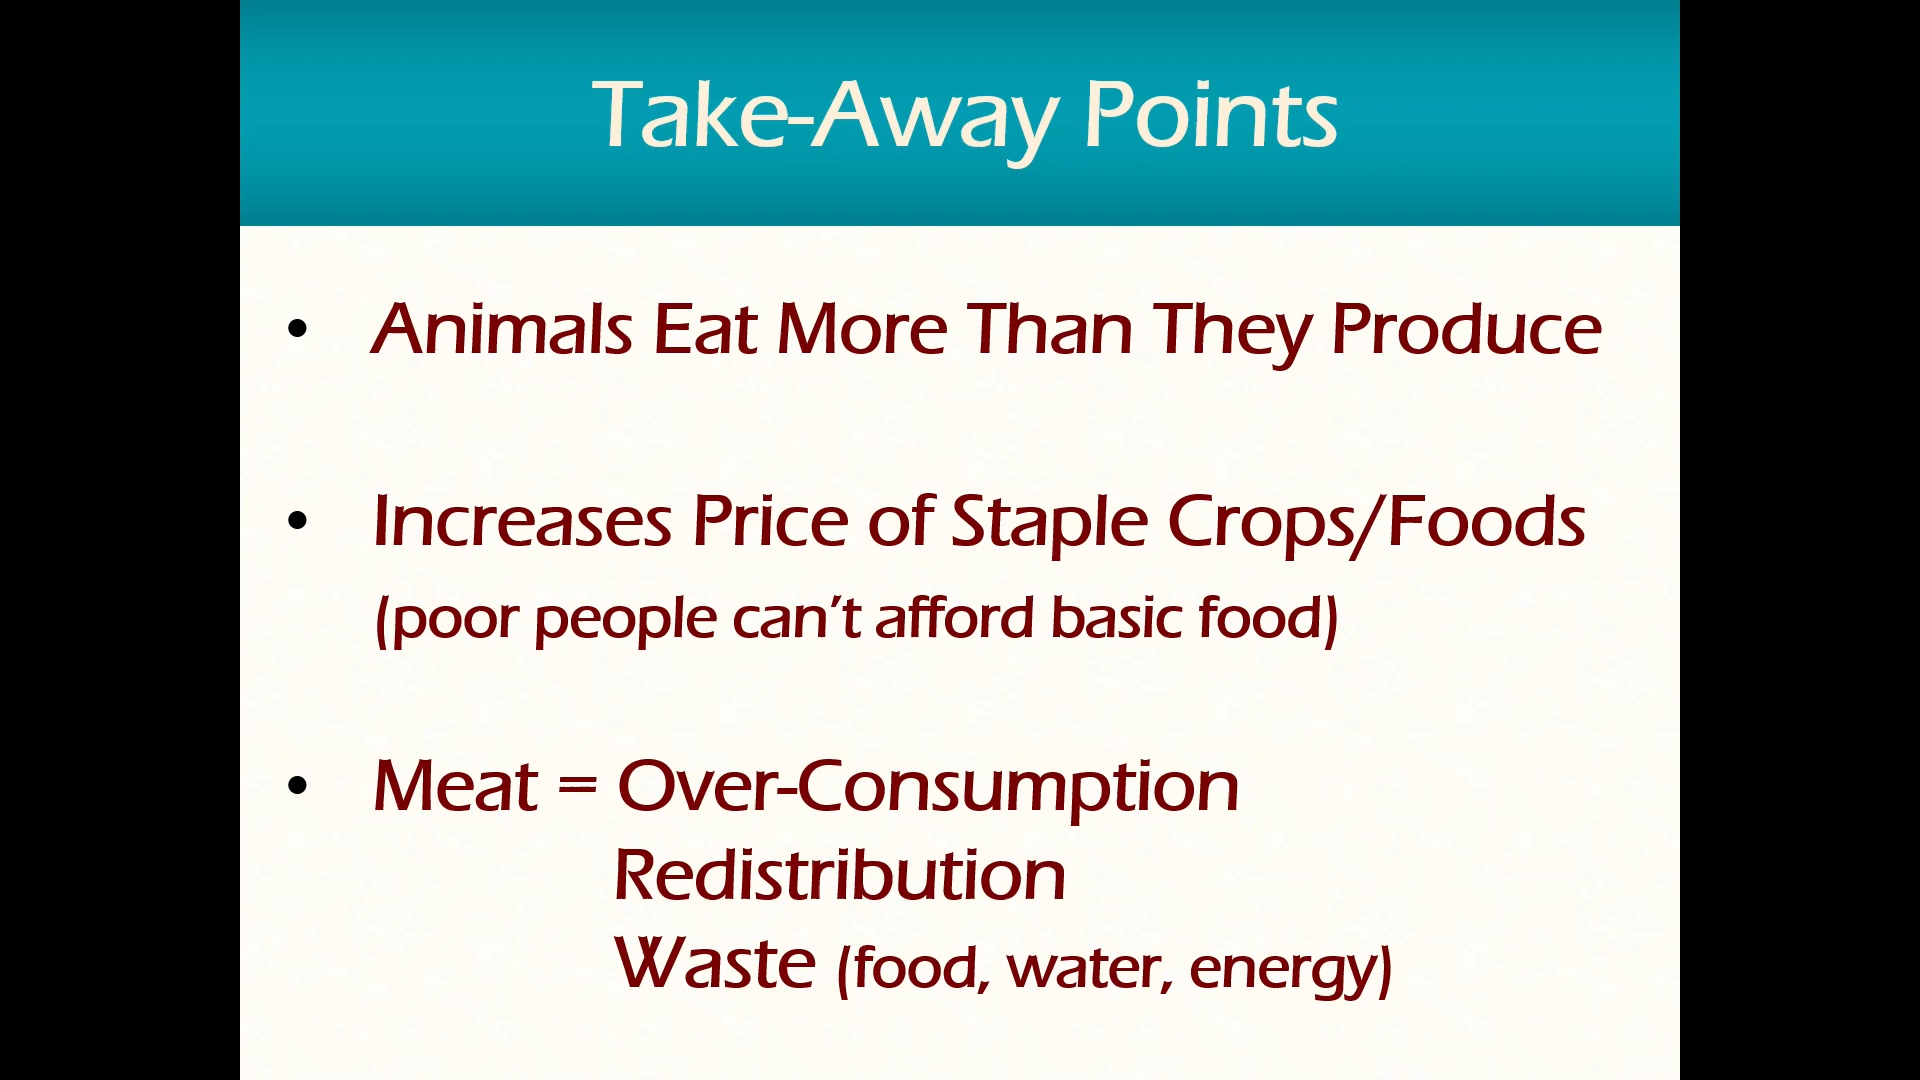 Take-Away Points
• Animals Eat More Than They Produce
• Increases Price of Staple Crops/Foods
(poor people can’t afford basic food)
• Meat = Over-Consumption
Redistribution
Waste (food, water, energy)